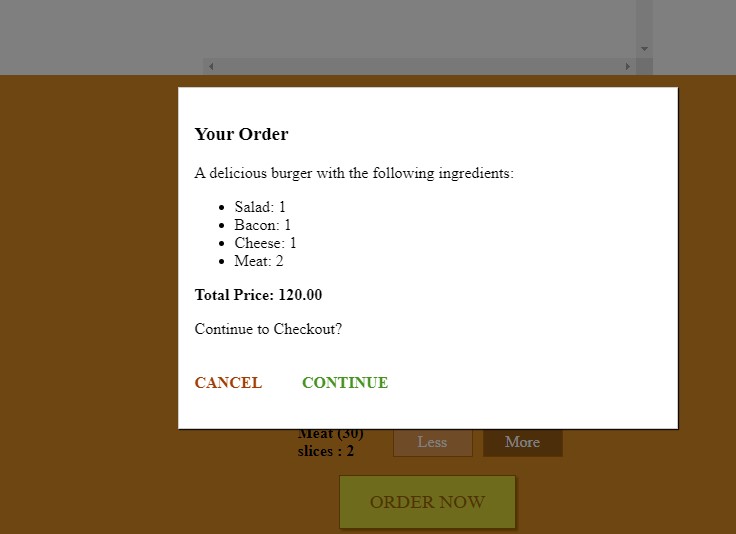 Your Order
A delicious burger with the following ingredients:
Salad: 1
Bacon: 1
Cheese: 1
Meat: 2
Total Price: 120.00
Continue to Checkout?
CANCEL CONTINUE
Meat (30) Less More
slices : 2
ORDER NOW